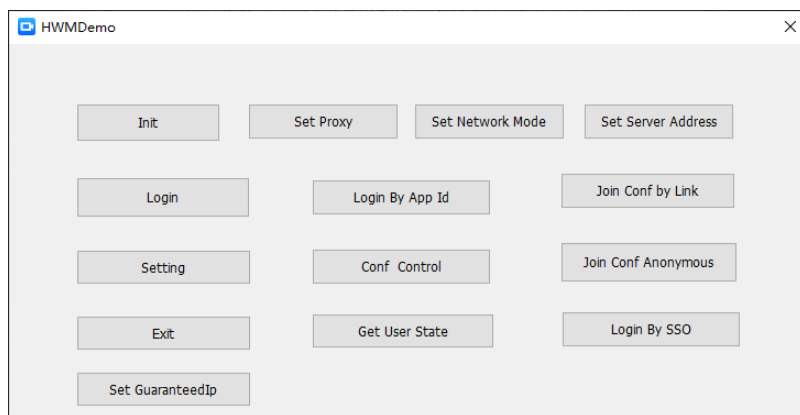 HWMDemo
Init
Set Proxy
Set Network Mode
Set Server Address
Login
Login By App Id
Join Conf by Link
Setting
Conf  Control
Join Conf Anonymous
Exit
Get User State
Login By SSO
Set GuaranteedIp